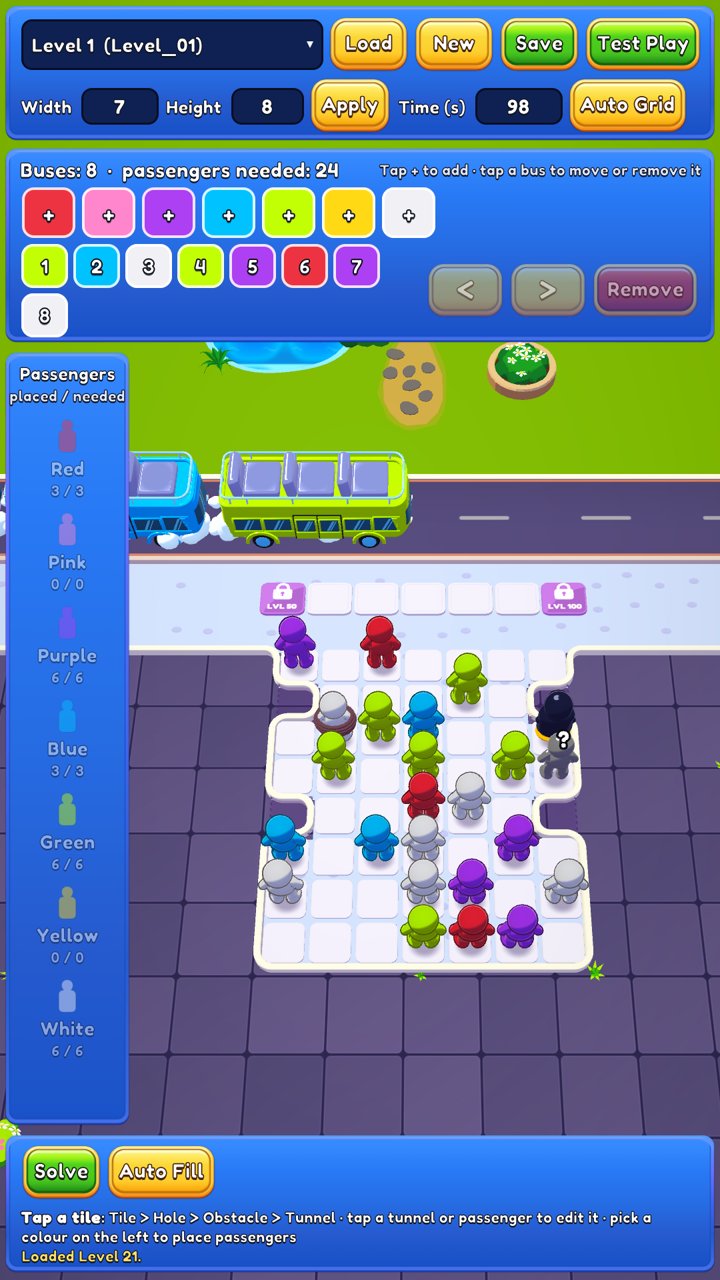 Level 1 (Level_01)
Load
New
Save
Test Play
Width
7
Height
8
Apply
Time (s)
98
Auto Grid
Buses: 8 · passengers needed: 24
Tap + to add · tap a bus to move or remove it
+
+
+
+
+
+
+
1
2
3
4
5
6
7
<
>
Remove
8
Passengers
placed / needed
Red
3 / 3
Pink
0 / 0
Purple
6 / 6
Blue
3 / 3
Green
6 / 6
Yellow
0 / 0
White
6 / 6
LVL 50
LVL 100
?
Solve
Auto Fill
Tap a tile: Tile > Hole > Obstacle > Tunnel · tap a tunnel or passenger to edit it · pick a
colour on the left to place passengers
Loaded Level 21.